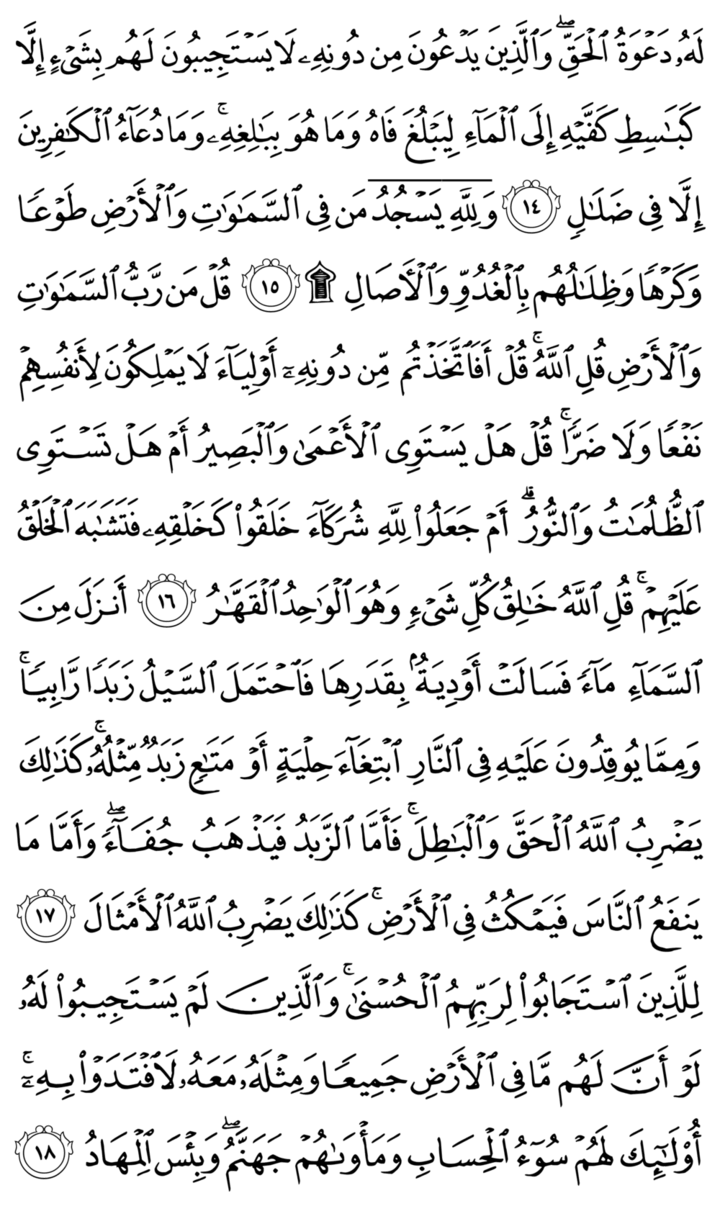 لَهُۥ دَعۡوَةُ ٱلۡحَقِّۖ وَٱلَّذِينَ يَدۡعُونَ مِن دُونِهِۦ لَا يَسۡتَجِيبُونَ لَهُم بِشَيۡءٍ إِلَّا
كَبَٰسِطِ كَفَّيۡهِ إِلَى ٱلۡمَآءِ لِيَبۡلُغَ فَاهُ وَمَا هُوَ بِبَٰلِغِهِۦۚ وَمَا دُعَآءُ ٱلۡكَٰفِرِينَ
إِلَّا فِي ضَلَٰلٖ ١٤ وَلِلَّهِۤ يَسۡجُدُۤ مَن فِي ٱلسَّمَٰوَٰتِ وَٱلۡأَرۡضِ طَوۡعٗا
وَكَرۡهٗا وَظِلَٰلُهُم بِٱلۡغُدُوِّ وَٱلۡأٓصَالِ ۩ ١٥ قُلۡ مَن رَّبُّ ٱلسَّمَٰوَٰتِ
وَٱلۡأَرۡضِ قُلِ ٱللَّهُۚ قُلۡ أَفَٱتَّخَذۡتُم مِّن دُونِهِۦٓ أَوۡلِيَآءَ لَا يَمۡلِكُونَ لِأَنفُسِهِمۡ
نَفۡعٗا وَلَا ضَرّٗاۚ قُلۡ هَلۡ يَسۡتَوِي ٱلۡأَعۡمَىٰ وَٱلۡبَصِيرُ أَمۡ هَلۡ تَسۡتَوِي
ٱلظُّلُمَٰتُ وَٱلنُّورُۗ أَمۡ جَعَلُواْ لِلَّهِ شُرَكَآءَ خَلَقُواْ كَخَلۡقِهِۦ فَتَشَٰبَهَ ٱلۡخَلۡقُ
عَلَيۡهِمۡۚ قُلِ ٱللَّهُ خَٰلِقُ كُلِّ شَيۡءٖ وَهُوَ ٱلۡوَٰحِدُ ٱلۡقَهَّٰرُ ١٦ أَنزَلَ مِنَ
ٱلسَّمَآءِ مَآءٗ فَسَالَتۡ أَوۡدِيَةُۢ بِقَدَرِهَا فَٱحۡتَمَلَ ٱلسَّيۡلُ زَبَدٗا رَّابِيٗاۖ
وَمِمَّا يُوقِدُونَ عَلَيۡهِ فِي ٱلنَّارِ ٱبۡتِغَآءَ حِلۡيَةٍ أَوۡ مَتَٰعٖ زَبَدٞ مِّثۡلُهُۥۚ كَذَٰلِكَ
يَضۡرِبُ ٱللَّهُ ٱلۡحَقَّ وَٱلۡبَٰطِلَۚ فَأَمَّا ٱلزَّبَدُ فَيَذۡهَبُ جُفَآءٗۖ وَأَمَّا مَا
يَنفَعُ ٱلنَّاسَ فَيَمۡكُثُ فِي ٱلۡأَرۡضِۚ كَذَٰلِكَ يَضۡرِبُ ٱللَّهُ ٱلۡأَمۡثَالَ ١٧
لِلَّذِينَ ٱسۡتَجَابُواْ لِرَبِّهِمُ ٱلۡحُسۡنَىٰۚ وَٱلَّذِينَ لَمۡ يَسۡتَجِيبُواْ لَهُۥ
لَوۡ أَنَّ لَهُم مَّا فِي ٱلۡأَرۡضِ جَمِيعٗا وَمِثۡلَهُۥ مَعَهُۥ لَٱفۡتَدَوۡاْ بِهِۦٓۚ
أُوْلَٰٓئِكَ لَهُمۡ سُوٓءُ ٱلۡحِسَابِ وَمَأۡوَىٰهُمۡ جَهَنَّمُۖ وَبِئۡسَ ٱلۡمِهَادُ ١٨